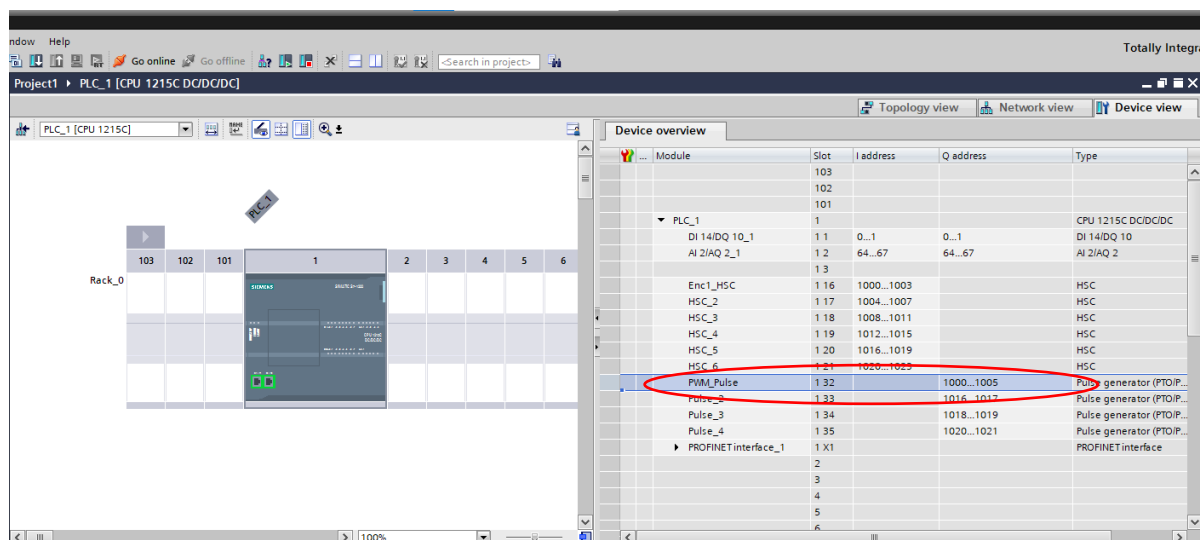 ndow Help
Totally Integra
Go online Go offline <Search in project>
Project1 ▸ PLC_1 [CPU 1215C DC/DC/DC]
Topology view Network view Device view
PLC_1 [CPU 1215C]
Device overview
... Module Slot I address Q address Type
103
102
101
PLC_1 1 CPU 1215C DC/DC/DC
DI 14/DQ 10_1 1 1 0...1 0...1 DI 14/DQ 10
AI 2/AQ 2_1 1 2 64...67 64...67 AI 2/AQ 2
1 3
Enc1_HSC 1 16 1000...1003 HSC
HSC_2 1 17 1004...1007 HSC
HSC_3 1 18 1008...1011 HSC
HSC_4 1 19 1012...1015 HSC
HSC_5 1 20 1016...1019 HSC
HSC_6 1 21 1020...1023 HSC
PWM_Pulse 1 32 1000...1005 Pulse generator (PTO/P...
Pulse_2 1 33 1016...1017 Pulse generator (PTO/P...
Pulse_3 1 34 1018...1019 Pulse generator (PTO/P...
Pulse_4 1 35 1020...1021 Pulse generator (PTO/P...
PROFINET interface_1 1 X1 PROFINET interface
2
3
4
5
6
PLC_1
103 102 101 1 2 3 4 5 6
Rack_0
SIEMENS
100%